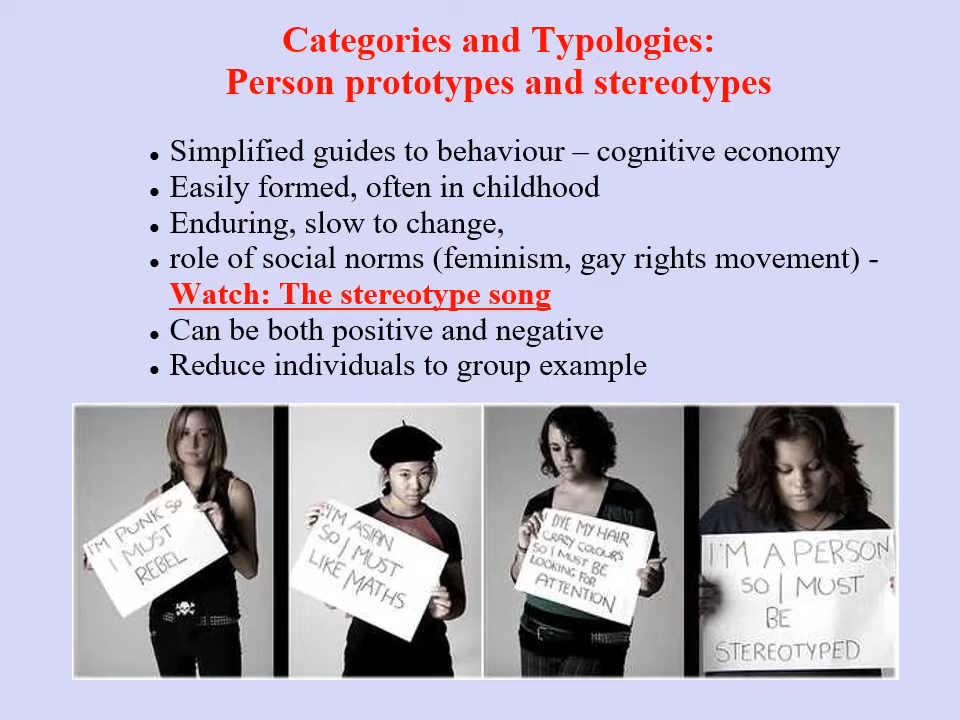 Categories and Typologies:
Person prototypes and stereotypes
Simplified guides to behaviour – cognitive economy
Easily formed, often in childhood
Enduring, slow to change,
role of social norms (feminism, gay rights movement) -
Watch: The stereotype song
Can be both positive and negative
Reduce individuals to group example
I'M PUNK SO
I MUST
REBEL
I'M ASIAN
SO I MUST
LIKE MATHS
I DYE MY HAIR
CRAZY COLOURS
SO I MUST BE
LOOKING FOR
ATTENTION
I'M A PERSON
SO I MUST
BE
STEREOTYPED